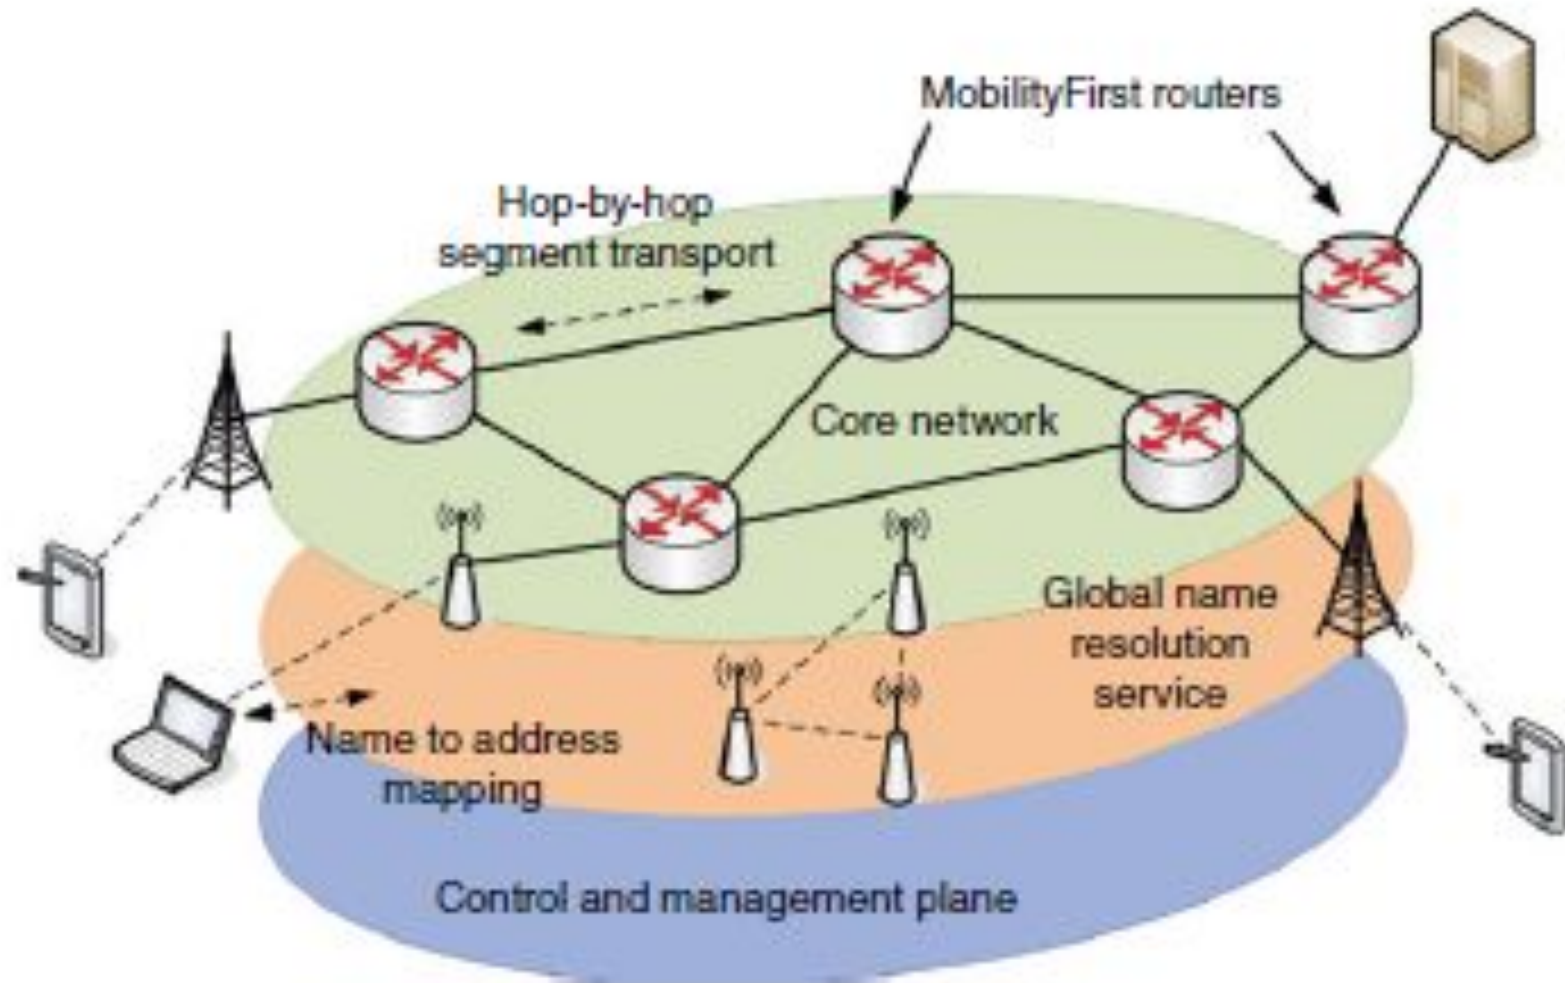 MobilityFirst routers
Hop-by-hop
segment transport
Core network
Global name
resolution
service
Name to address
mapping
Control and management plane